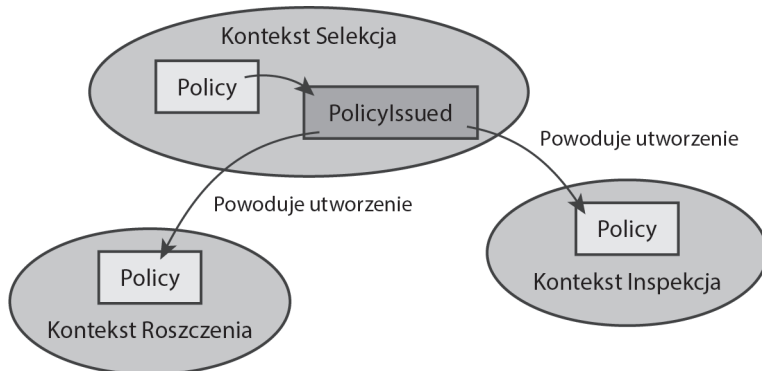 Kontekst Selekcja
Policy
PolicyIssued
Powoduje utworzenie
Powoduje utworzenie
Policy
Kontekst Inspekcja
Policy
Kontekst Roszczenia